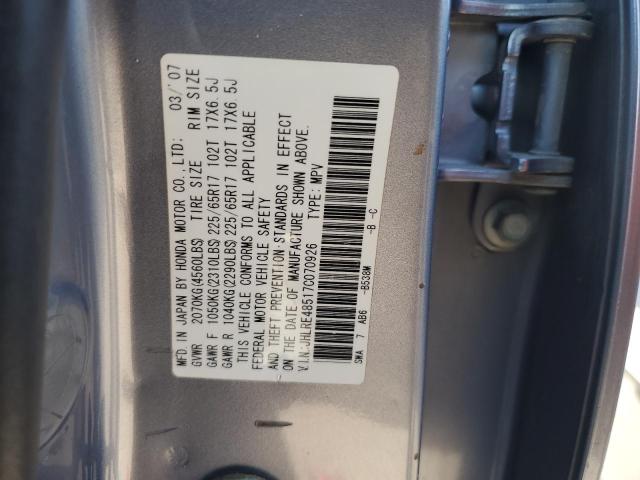 MFD. IN JAPAN BY HONDA MOTOR CO., LTD: 03/'07
GVWR 2070KG(4560LBS) TIRE SIZE RIM SIZE
GAWR F 1050KG(2310LBS) 225/65R17 102T 17X6.5J
GAWR R 1040KG(2290LBS) 225/65R17 102T 17X6.5J
THIS VEHICLE CONFORMS TO ALL APPLICABLE
FEDERAL MOTOR VEHICLE SAFETY
AND THEFT PREVENTION STANDARDS IN EFFECT
ON THE DATE OF MANUFACTURE SHOWN ABOVE.
V.I.N:JHLRE48517C070926 TYPE: MPV
SWA 7 AB6 -B538M -B -C